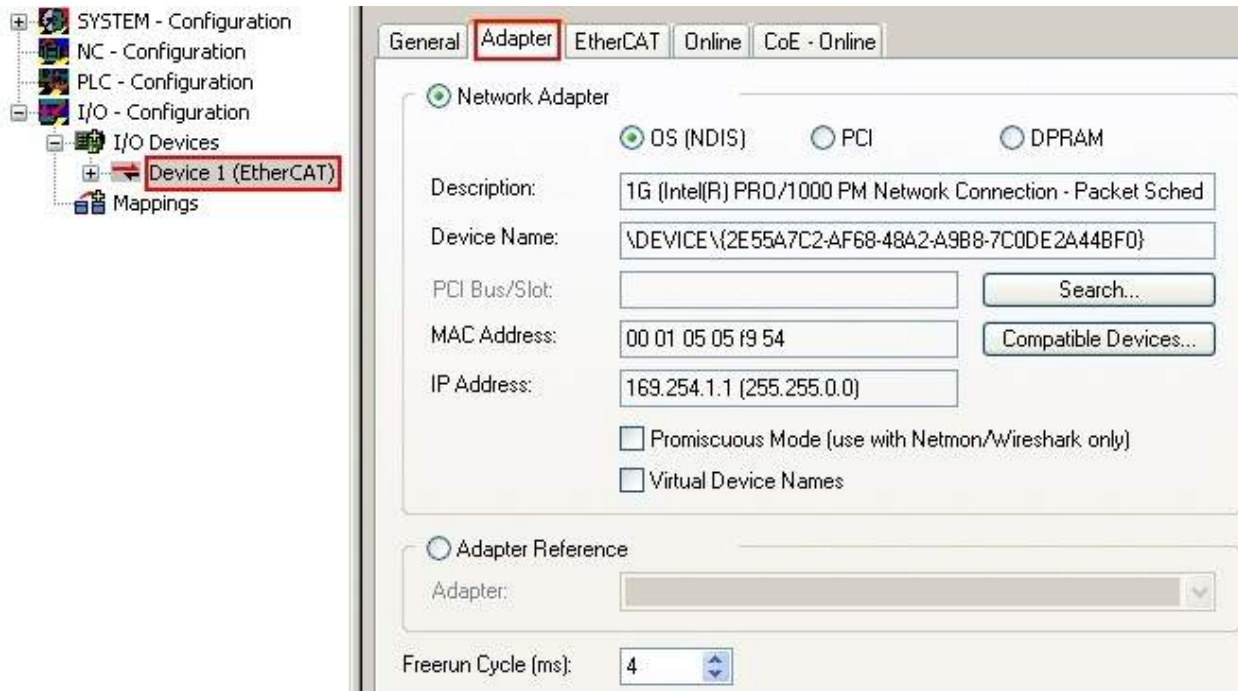 SYSTEM - Configuration
NC - Configuration
PLC - Configuration
I/O - Configuration
I/O Devices
Device 1 (EtherCAT)
Mappings
General Adapter EtherCAT Online CoE - Online
Network Adapter
OS (NDIS) PCI DPRAM
Description: 1G (Intel(R) PRO/1000 PM Network Connection - Packet Sched
Device Name: \DEVICE\{2E55A7C2-AF68-48A2-A9B8-7C0DE2A44BF0}
PCI Bus/Slot: Search...
MAC Address: 00 01 05 05 f9 54 Compatible Devices...
IP Address: 169.254.1.1 (255.255.0.0)
Promiscuous Mode (use with Netmon/Wireshark only)
Virtual Device Names
Adapter Reference
Adapter:
Freerun Cycle (ms): 4